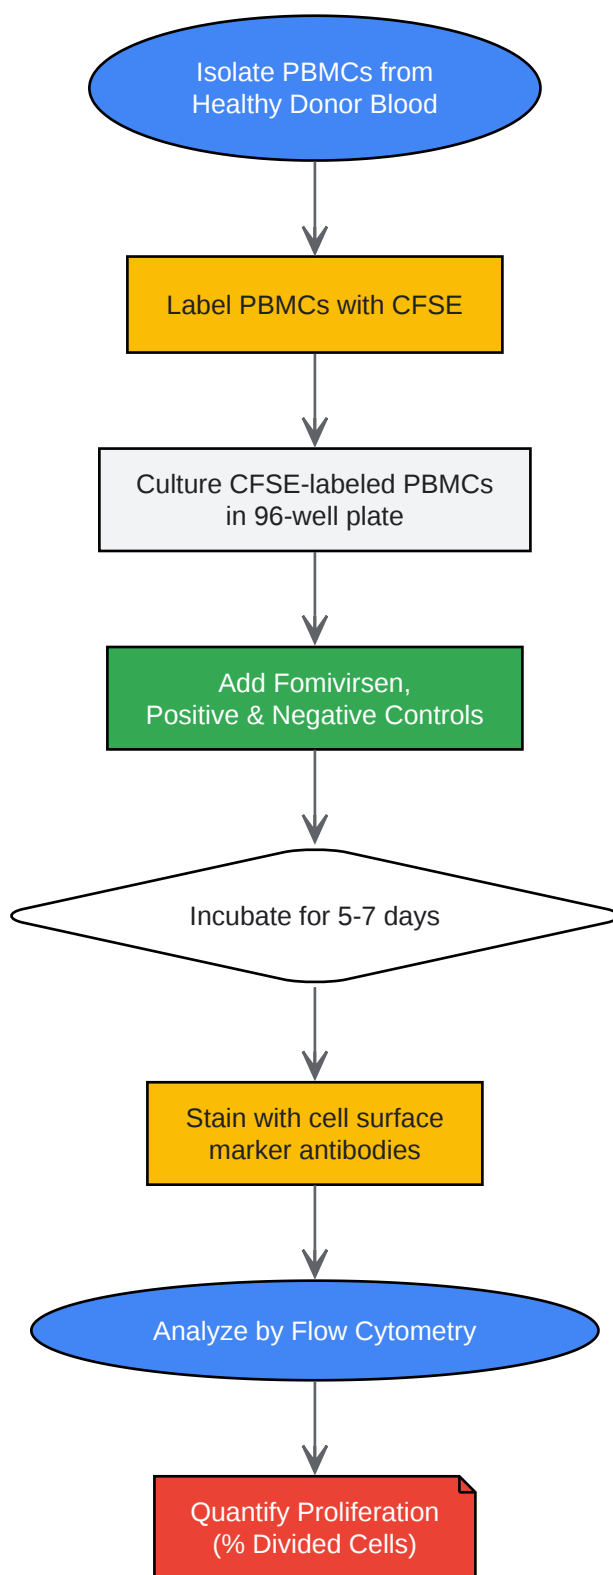 Isolate PBMCs from
Healthy Donor Blood
Label PBMCs with CFSE
Culture CFSE-labeled PBMCs
in 96-well plate
Add Fomivirsen,
Positive & Negative Controls
Incubate for 5-7 days
Stain with cell surface
marker antibodies
Analyze by Flow Cytometry
Quantify Proliferation
(% Divided Cells)